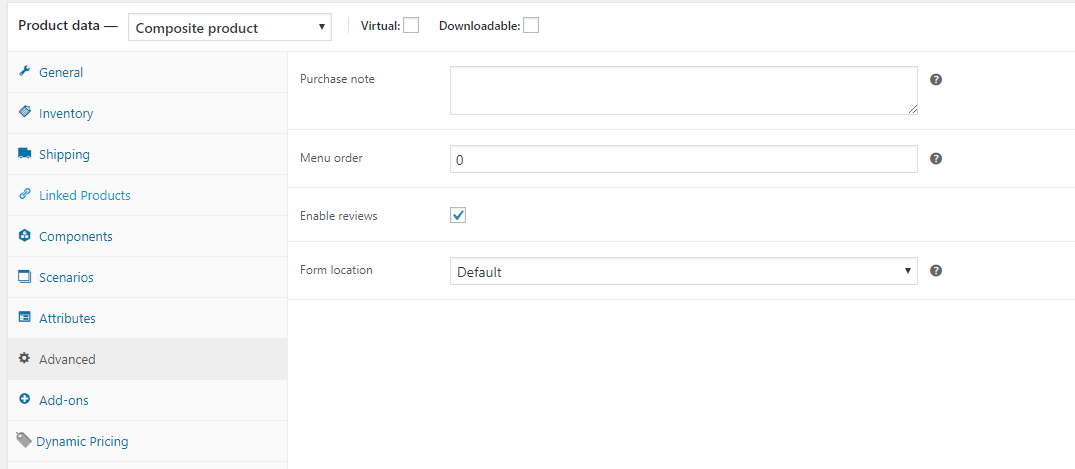 Product data — Composite product Virtual: Downloadable:
General
Inventory
Shipping
Linked Products
Components
Scenarios
Attributes
Advanced
Add-ons
Dynamic Pricing
Purchase note
Menu order 0
Enable reviews
Form location Default